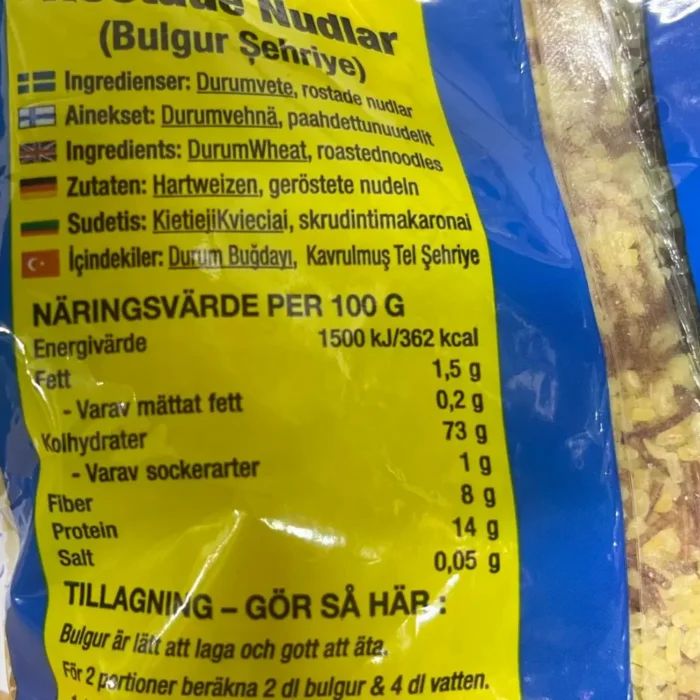 Nudlar
(Bulgur Şehriye)
Ingredienser: Durumvete, rostade nudlar
Ainekset: Durumvehnä, paahdettunuudelit
Ingredients: DurumWheat, roastednoodles
Zutaten: Hartweizen, geröstete nudeln
Sudetis: KietiejiKvieciai, skrudintimakaronai
İçindekiler: Durum Buğdayı, Kavrulmuş Tel Şehriye
NÄRINGSVÄRDE PER 100 G
Energivärde 1500 kJ/362 kcal
Fett 1,5 g
- Varav mättat fett 0,2 g
Kolhydrater 73 g
- Varav sockerarter 1 g
Fiber 8 g
Protein 14 g
Salt 0,05 g
TILLAGNING – GÖR SÅ HÄR :
Bulgur är lätt att laga och gott att äta.
För 2 portioner beräkna 2 dl bulgur & 4 dl vatten.